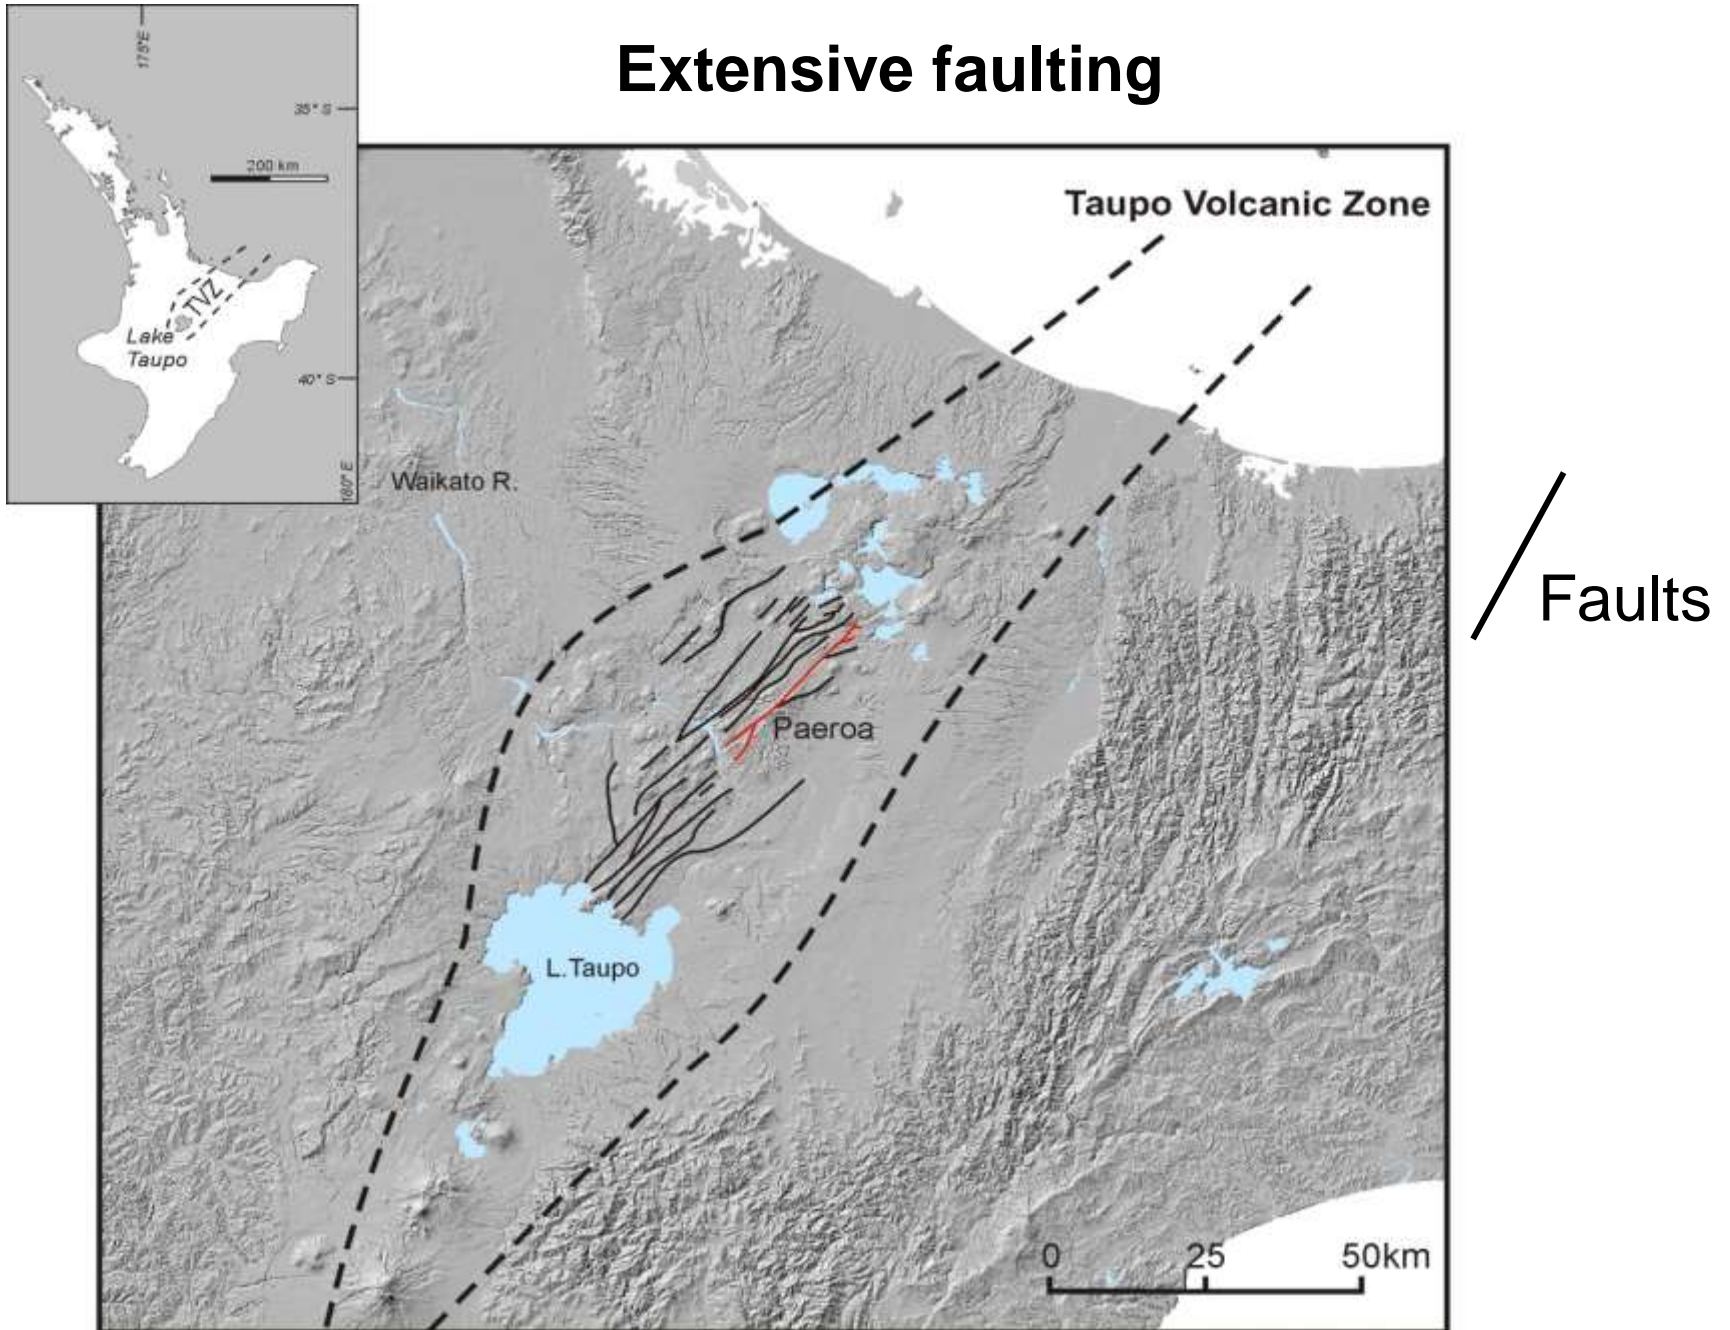 Extensive faulting
175°E
35° S
200 km
TVZ
Lake
Taupo
40° S
180° E
Taupo Volcanic Zone
Waikato R.
Faults
Paeroa
L.Taupo
0 25 50km